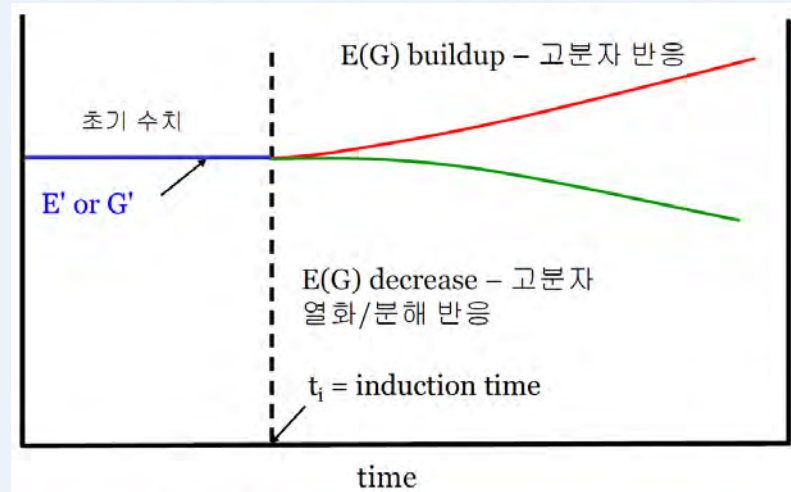 E(G) buildup – 고분자 반응
초기 수치
E' or G'
E(G) decrease – 고분자
열화/분해 반응
tᵢ = induction time
time